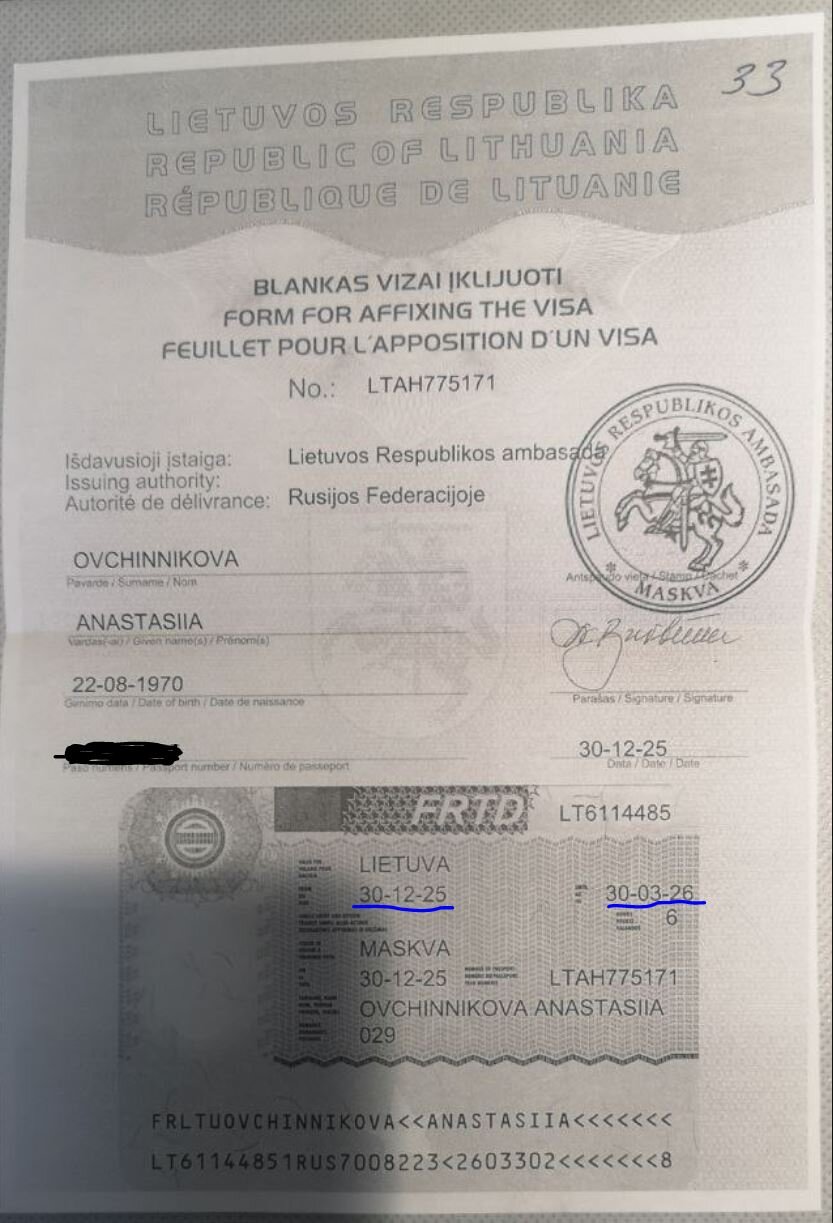 33
LIETUVOS RESPUBLIKA
REPUBLIC OF LITHUANIA
RÉPUBLIQUE DE LITUANIE
BLANKAS VIZAI ĮKLIJUOTI
FORM FOR AFFIXING THE VISA
FEUILLET POUR L'APPOSITION D'UN VISA
No.: LTAH775171
Išdavusioji įstaiga: Lietuvos Respublikos ambasada
Issuing authority:
Autorité de délivrance: Rusijos Federacijoje
LIETUVOS RESPUBLIKOS AMBASADA
* MASKVA *
OVCHINNIKOVA
Pavardė / Surname / Nom
Antspaudo vieta / Stamp / Cachet
ANASTASIIA
Vardas(-ai) / Given name(s) / Prénom(s)
22-08-1970
Gimimo data / Date of birth / Date de naissance
Parašas / Signature / Signature
30-12-25
Paso numeris / Passport number / Numéro de passeport
Data / Date / Date
FRTD LT6114485
LIETUVA
30-12-25 30-03-26
6
MASKVA
30-12-25 LTAH775171
OVCHINNIKOVA ANASTASIIA
029
FRLTUOVCHINNIKOVA<<ANASTASIIA<<<<<<<
LT61144851RUS7008223<2603302<<<<<<<8